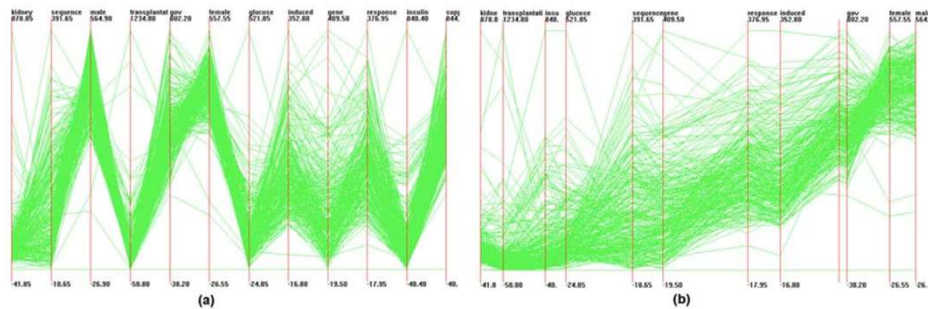 kidney sequence male transplantat gov female glucose induced gene response insulin supp
878.85 391.65 564.90 1234.80 802.20 557.55 521.85 352.80 409.50 376.95 848.40 844.
-41.85 -18.65 -26.90 -58.80 -38.20 -26.55 -24.85 -16.80 -19.50 -17.95 -40.40 -40.
(a)
kidne transplantati insu glucose sequence gene response induced gov female male
878.8 1234.80 848. 521.85 391.65 409.50 376.95 352.80 802.20 557.55 564.
-41.8 -58.80 -40. -24.85 -18.65 -19.50 -17.95 -16.80 -38.20 -26.55 -26.
(b)